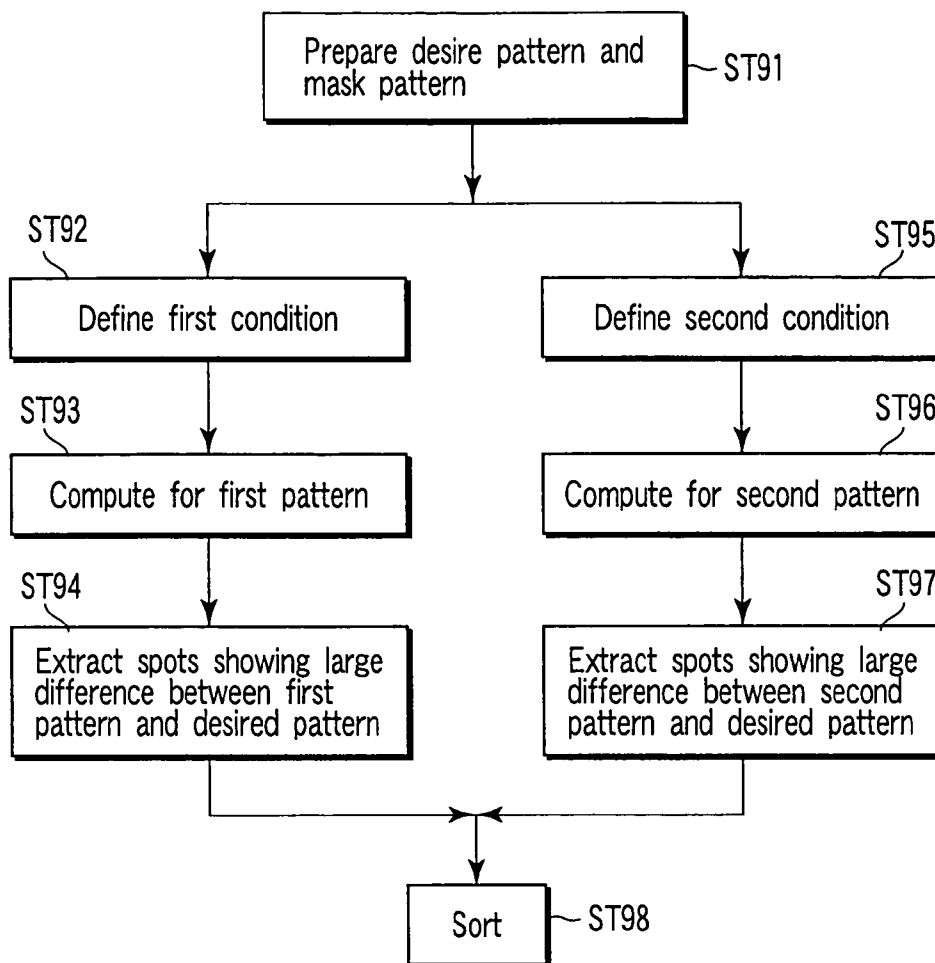 Prepare desire pattern and
mask pattern
ST91
ST92
Define first condition
ST93
Compute for first pattern
ST94
Extract spots showing large
difference between first
pattern and desired pattern
ST95
Define second condition
ST96
Compute for second pattern
ST97
Extract spots showing large
difference between second
pattern and desired pattern
Sort
ST98